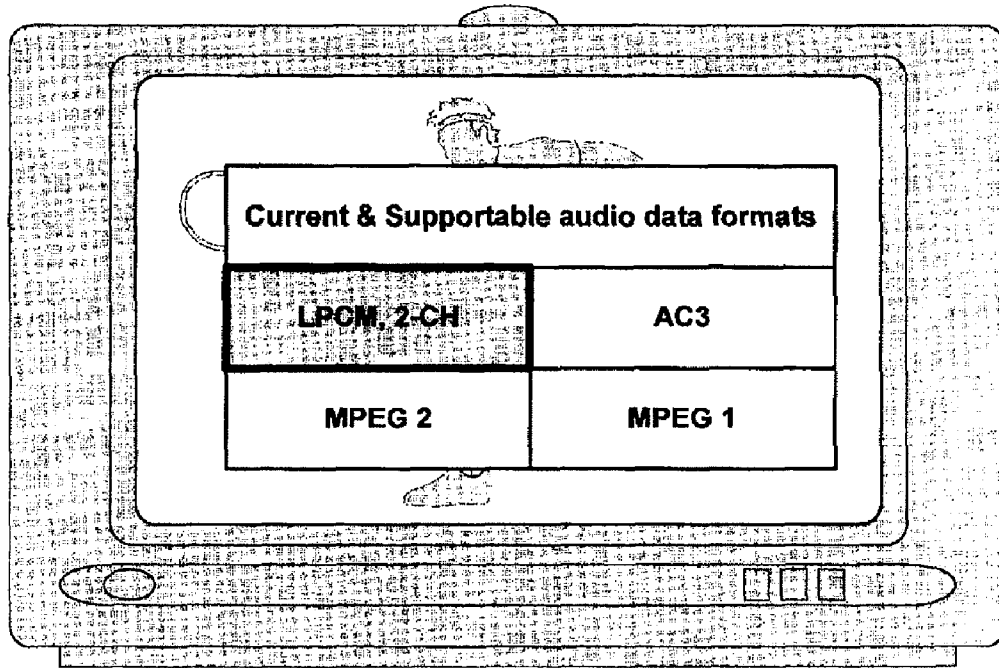 Current & Supportable audio data formats
LPCM, 2-CH
AC3
MPEG 2
MPEG 1